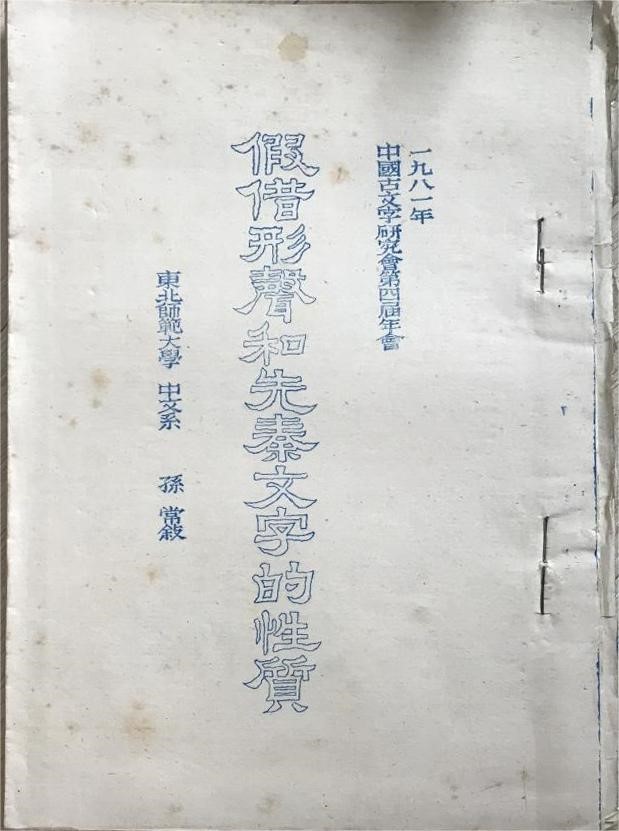 一九八一年
中國古文字研究會第四屆年會
假借形聲和先秦文字的性質
東北師範大學 中文系 孫常敍